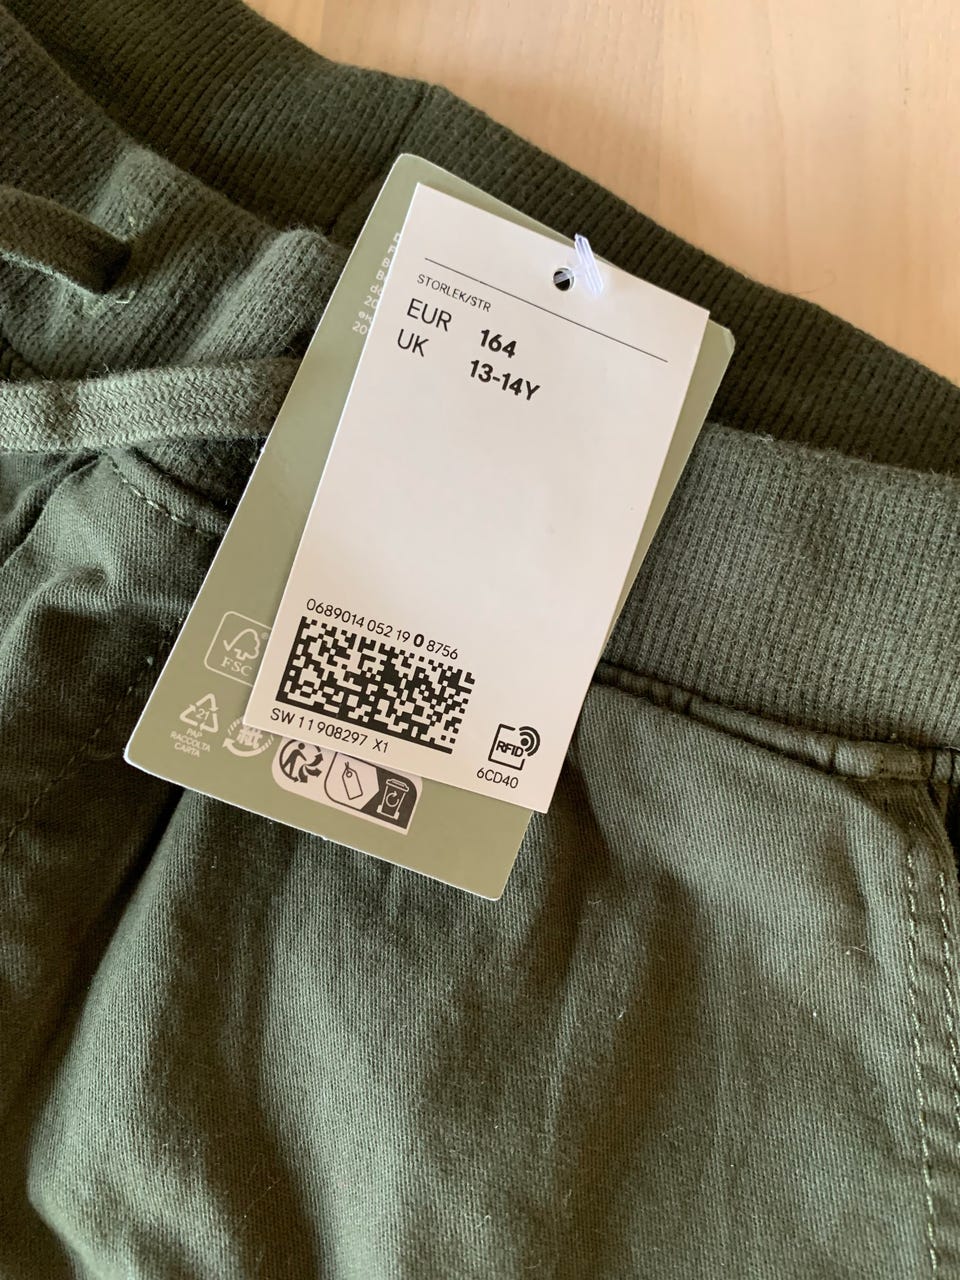 STORLEK/STR
EUR 164
UK 13-14Y
0689014 052 19 0 8756
SW 11 908297 X1
RFID
6CD40
FSC
®
21
PAP
RACCOLTA
CARTA
紙